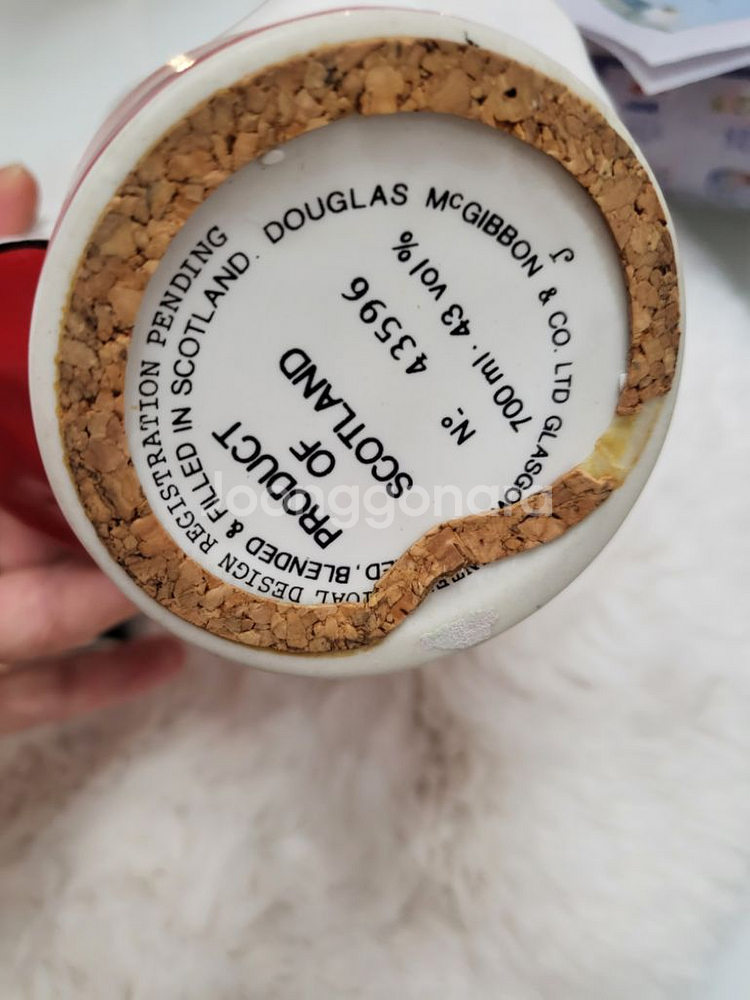 DESIGN REGISTRATION PENDING
BLENDED & FILLED IN SCOTLAND. DOUGLAS McGIBBON & CO. LTD
PRODUCT
OF
SCOTLAND
Nº 43596
700 ml · 43 vol %
Joonggonara